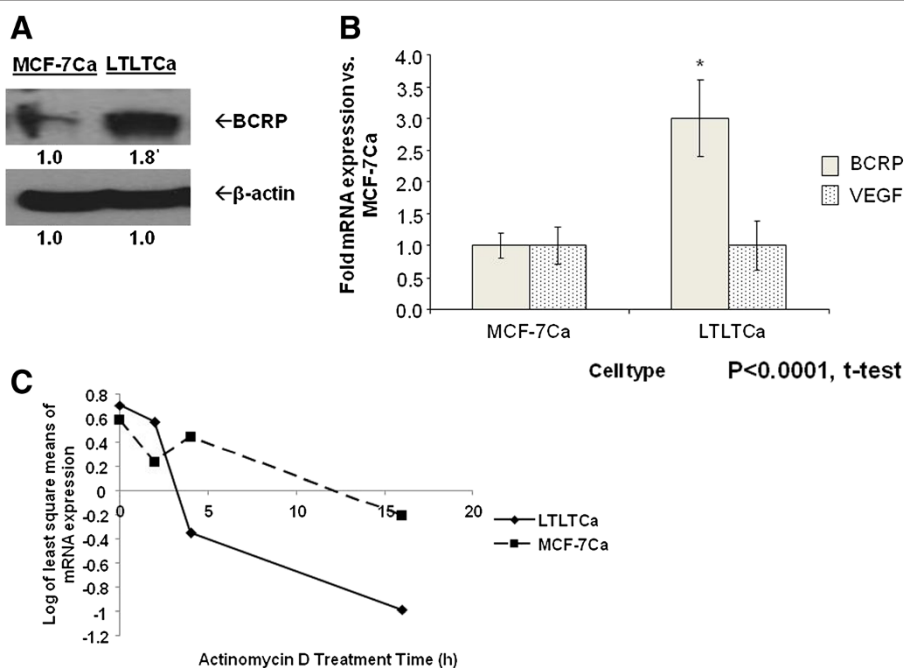 A
MCF-7Ca LTLTCa
←BCRP
1.0 1.8'
←β-actin
1.0 1.0
B
Fold mRNA expression vs.
MCF-7Ca
4.0
3.5
3.0
2.5
2.0
1.5
1.0
0.5
0.0
*
MCF-7Ca LTLTCa
BCRP
VEGF
Cell type P<0.0001, t-test
C
Log of least square means of
mRNA expression
0.8
0.6
0.4
0.2
0
-0.2
-0.4
-0.6
-0.8
-1
-1.2
0 5 10 15 20
LTLTCa
MCF-7Ca
Actinomycin D Treatment Time (h)